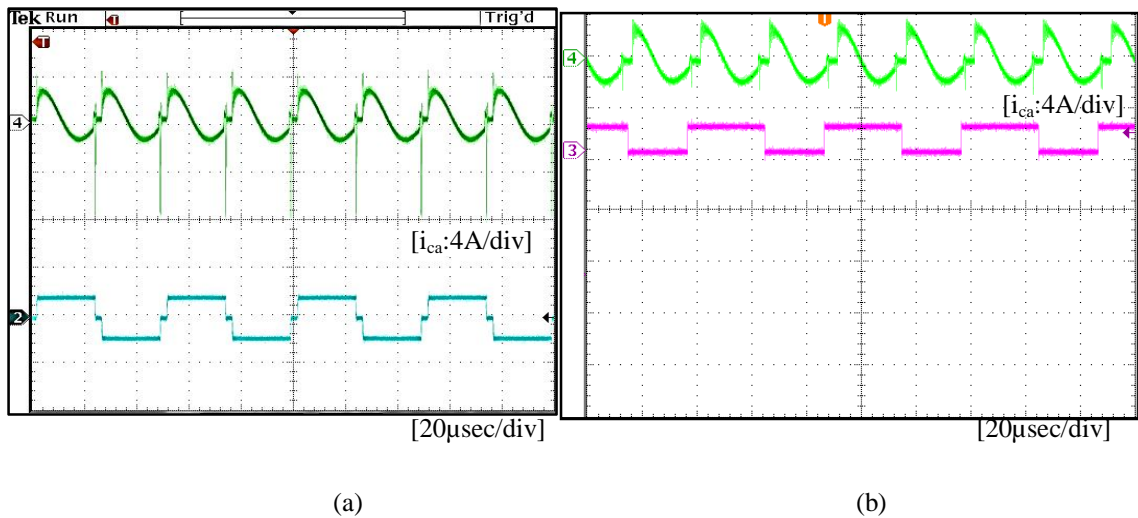 Tek Run T Trig'd
T
4
[i_ca:4A/div]
2
[20µsec/div]
T
4
[i_ca:4A/div]
3
[20µsec/div]
(a) (b)